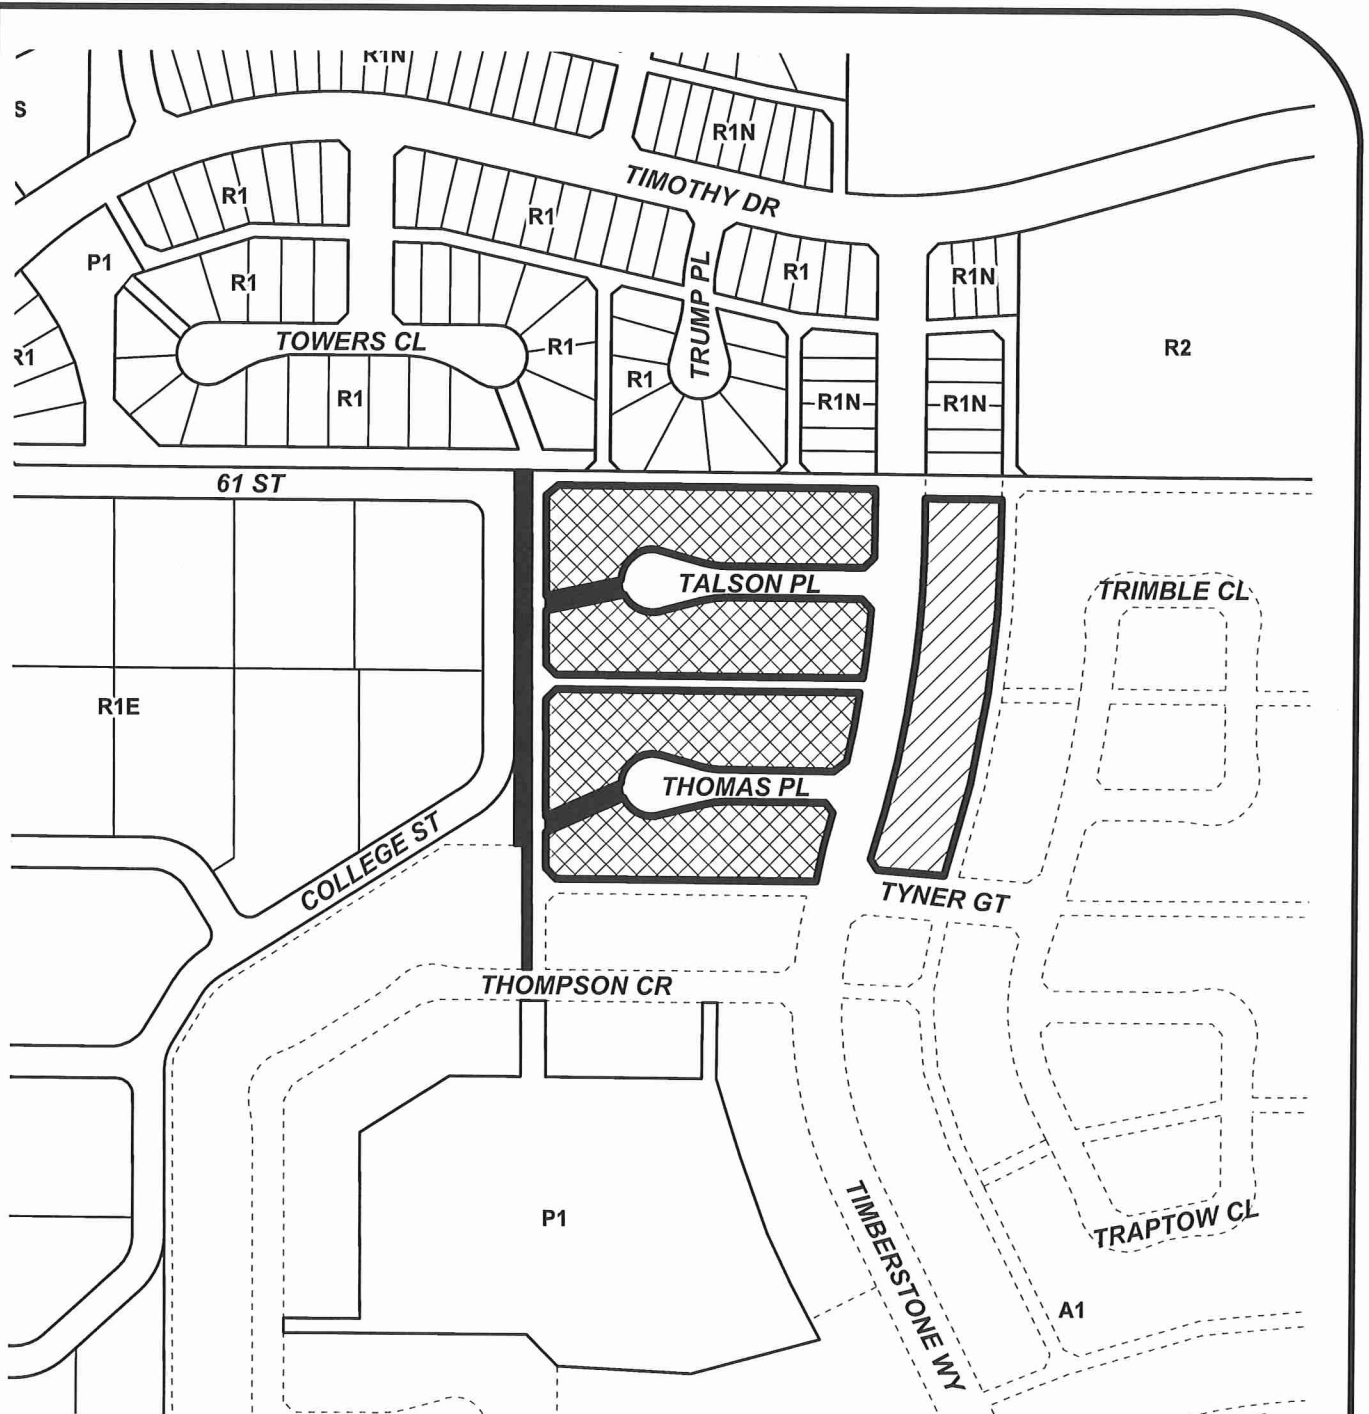 R1N
S
R1N
TIMOTHY DR
R1
R1
P1
TRUMP PL
R1
R1N
R1
TOWERS CL
R1
R1
R2
R1
R1
R1N
R1N
61 ST
TALSON PL
TRIMBLE CL
R1E
THOMAS PL
COLLEGE ST
TYNER GT
THOMPSON CR
P1
TIMBERSTONE WY
TRAPTOW CL
A1